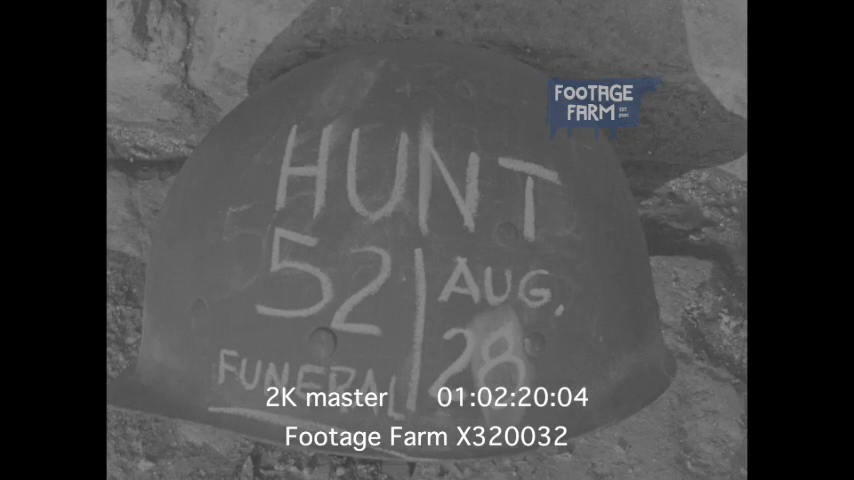 FOOTAGE
FARM
HUNT
52
AUG.
28
FUNERAL
2K master 01:02:20:04
Footage Farm X320032